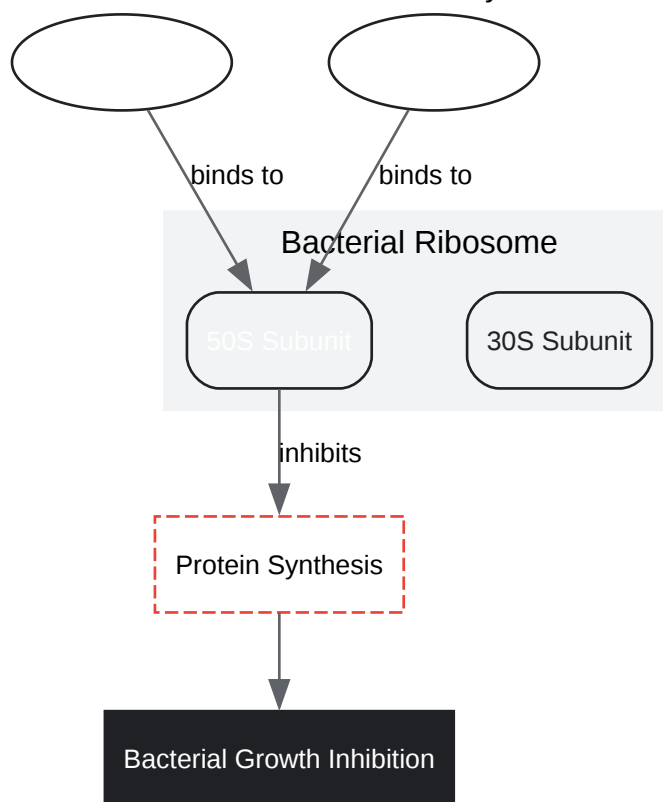 binds to
binds to
Bacterial Ribosome
50S Subunit
30S Subunit
inhibits
Protein Synthesis
Bacterial Growth Inhibition